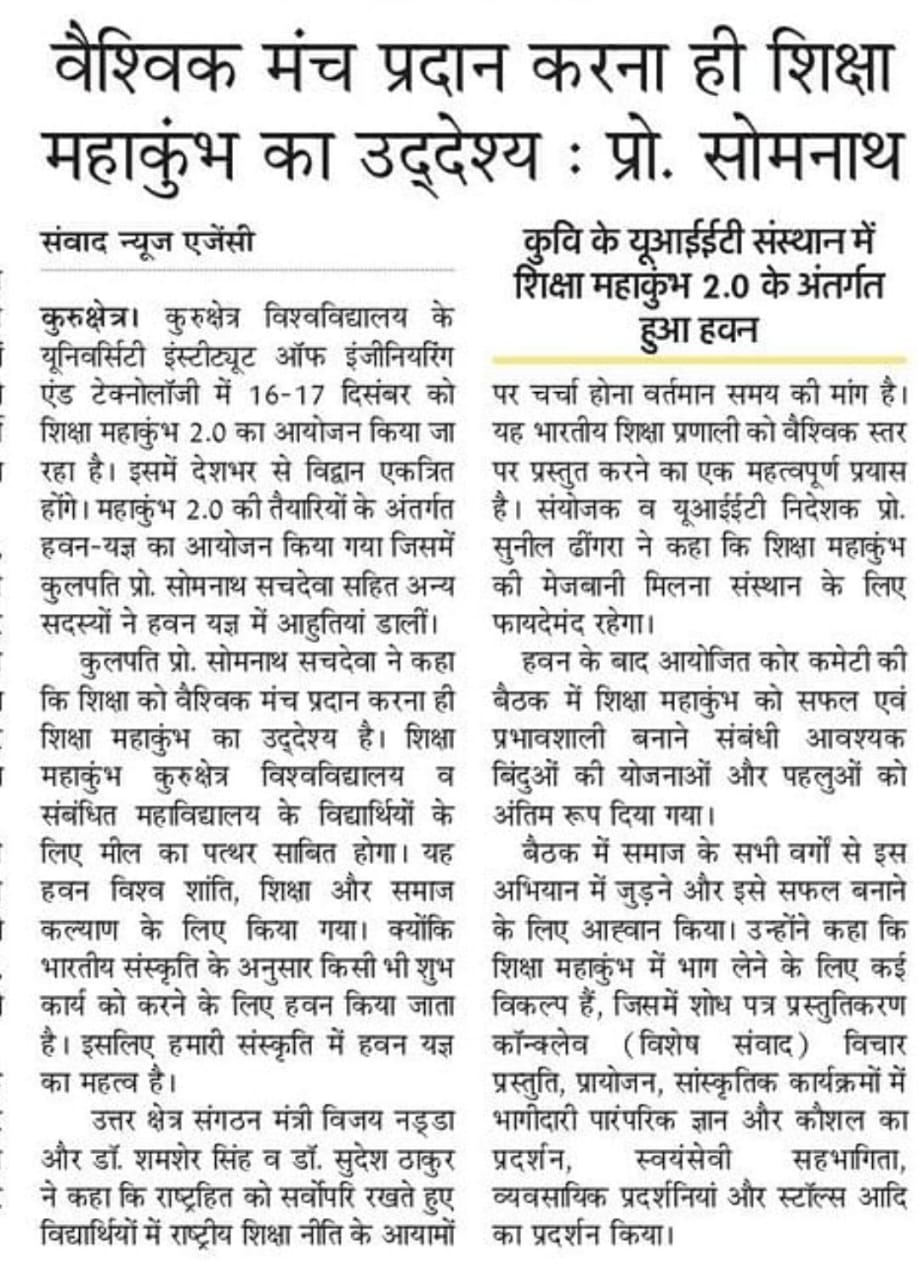 वैश्विक मंच प्रदान करना ही शिक्षा
महाकुंभ का उद्देश्य : प्रो. सोमनाथ
संवाद न्यूज एजेंसी
कुरुक्षेत्र। कुरुक्षेत्र विश्वविद्यालय के
यूनिवर्सिटी इंस्टीट्यूट ऑफ इंजीनियरिंग
एंड टेक्नोलॉजी में 16-17 दिसंबर को
शिक्षा महाकुंभ 2.0 का आयोजन किया जा
रहा है। इसमें देशभर से विद्वान एकत्रित
होंगे। महाकुंभ 2.0 की तैयारियों के अंतर्गत
हवन-यज्ञ का आयोजन किया गया जिसमें
कुलपति प्रो. सोमनाथ सचदेवा सहित अन्य
सदस्यों ने हवन यज्ञ में आहुतियां डालीं।
कुलपति प्रो. सोमनाथ सचदेवा ने कहा
कि शिक्षा को वैश्विक मंच प्रदान करना ही
शिक्षा महाकुंभ का उद्देश्य है। शिक्षा
महाकुंभ कुरुक्षेत्र विश्वविद्यालय व
संबंधित महाविद्यालय के विद्यार्थियों के
लिए मील का पत्थर साबित होगा। यह
हवन विश्व शांति, शिक्षा और समाज
कल्याण के लिए किया गया। क्योंकि
भारतीय संस्कृति के अनुसार किसी भी शुभ
कार्य को करने के लिए हवन किया जाता
है। इसलिए हमारी संस्कृति में हवन यज्ञ
का महत्व है।
उत्तर क्षेत्र संगठन मंत्री विजय नड्डा
और डॉ. शमशेर सिंह व डॉ. सुदेश ठाकुर
ने कहा कि राष्ट्रहित को सर्वोपरि रखते हुए
विद्यार्थियों में राष्ट्रीय शिक्षा नीति के आयामों
कुवि के यूआईईटी संस्थान में
शिक्षा महाकुंभ 2.0 के अंतर्गत
हुआ हवन
पर चर्चा होना वर्तमान समय की मांग है।
यह भारतीय शिक्षा प्रणाली को वैश्विक स्तर
पर प्रस्तुत करने का एक महत्वपूर्ण प्रयास
है। संयोजक व यूआईईटी निदेशक प्रो.
सुनील ढींगरा ने कहा कि शिक्षा महाकुंभ
की मेजबानी मिलना संस्थान के लिए
फायदेमंद रहेगा।
हवन के बाद आयोजित कोर कमेटी की
बैठक में शिक्षा महाकुंभ को सफल एवं
प्रभावशाली बनाने संबंधी आवश्यक
बिंदुओं की योजनाओं और पहलुओं को
अंतिम रूप दिया गया।
बैठक में समाज के सभी वर्गों से इस
अभियान में जुड़ने और इसे सफल बनाने
के लिए आह्वान किया। उन्होंने कहा कि
शिक्षा महाकुंभ में भाग लेने के लिए कई
विकल्प हैं, जिसमें शोध पत्र प्रस्तुतिकरण
कॉन्क्लेव (विशेष संवाद) विचार
प्रस्तुति, प्रायोजन, सांस्कृतिक कार्यक्रमों में
भागीदारी पारंपरिक ज्ञान और कौशल का
प्रदर्शन, स्वयंसेवी सहभागिता,
व्यवसायिक प्रदर्शनियां और स्टॉल्स आदि
का प्रदर्शन किया।